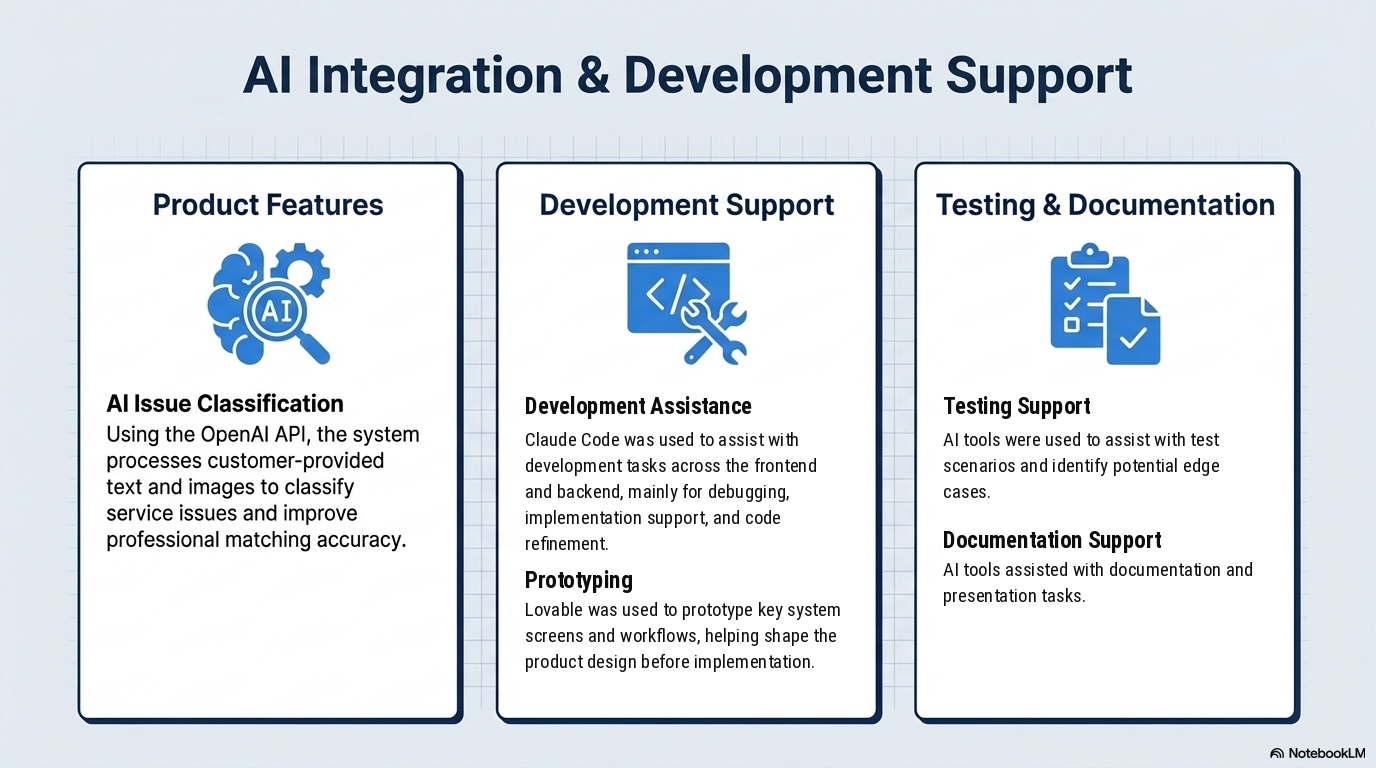 AI Integration & Development Support
Product Features
AI
AI Issue Classification
Using the OpenAI API, the system
processes customer-provided
text and images to classify
service issues and improve
professional matching accuracy.
Development Support
</>
Development Assistance
Claude Code was used to assist with
development tasks across the frontend
and backend, mainly for debugging,
implementation support, and code
refinement.
Prototyping
Lovable was used to prototype key system
screens and workflows, helping shape the
product design before implementation.
Testing & Documentation
Testing Support
AI tools were used to assist with test
scenarios and identify potential edge
cases.
Documentation Support
AI tools assisted with documentation and
presentation tasks.
NotebookLM